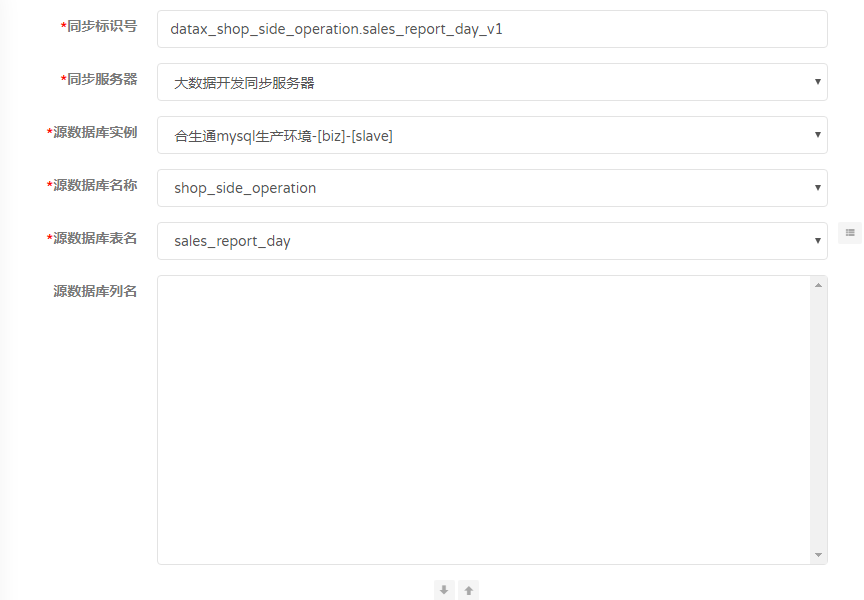 *同步标识号 datax_shop_side_operation.sales_report_day_v1
*同步服务器 大数据开发同步服务器
*源数据库实例 合生通mysql生产环境-[biz]-[slave]
*源数据库名称 shop_side_operation
*源数据库表名 sales_report_day
源数据库列名